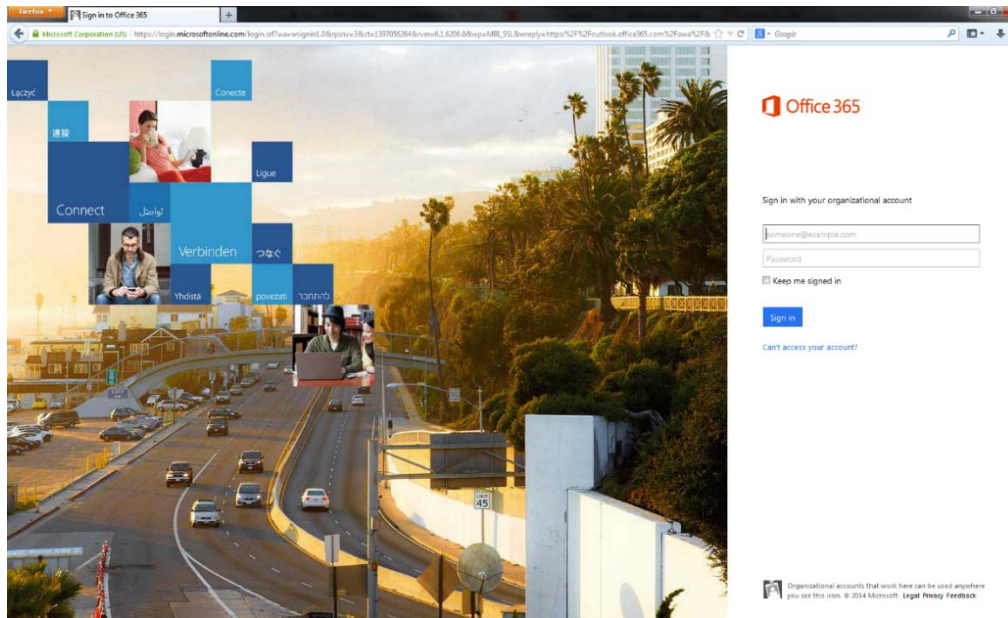 Firefox
Sign in to Office 365
Microsoft Corporation (US)
https://login.microsoftonline.com/login.srf?wa=wsignin1.0&rpsnv=3&ct=1397056264&rver=6.1.6206.0&wp=MBI_SSL&wreply=https:%2F%2Foutlook.office365.com%2Fowa%2F&
Google
Łączyć
Conecte
連接
Ligue
Connect
تواصل
Verbinden
つなぐ
Yhdistä
povezati
להתחבר
SPEED
LIMIT
45
Office 365
Sign in with your organizational account
someone@example.com
Password
Keep me signed in
Sign in
Can't access your account?
Organizational accounts that work here can be used anywhere
you see this icon. © 2014 Microsoft Legal Privacy Feedback